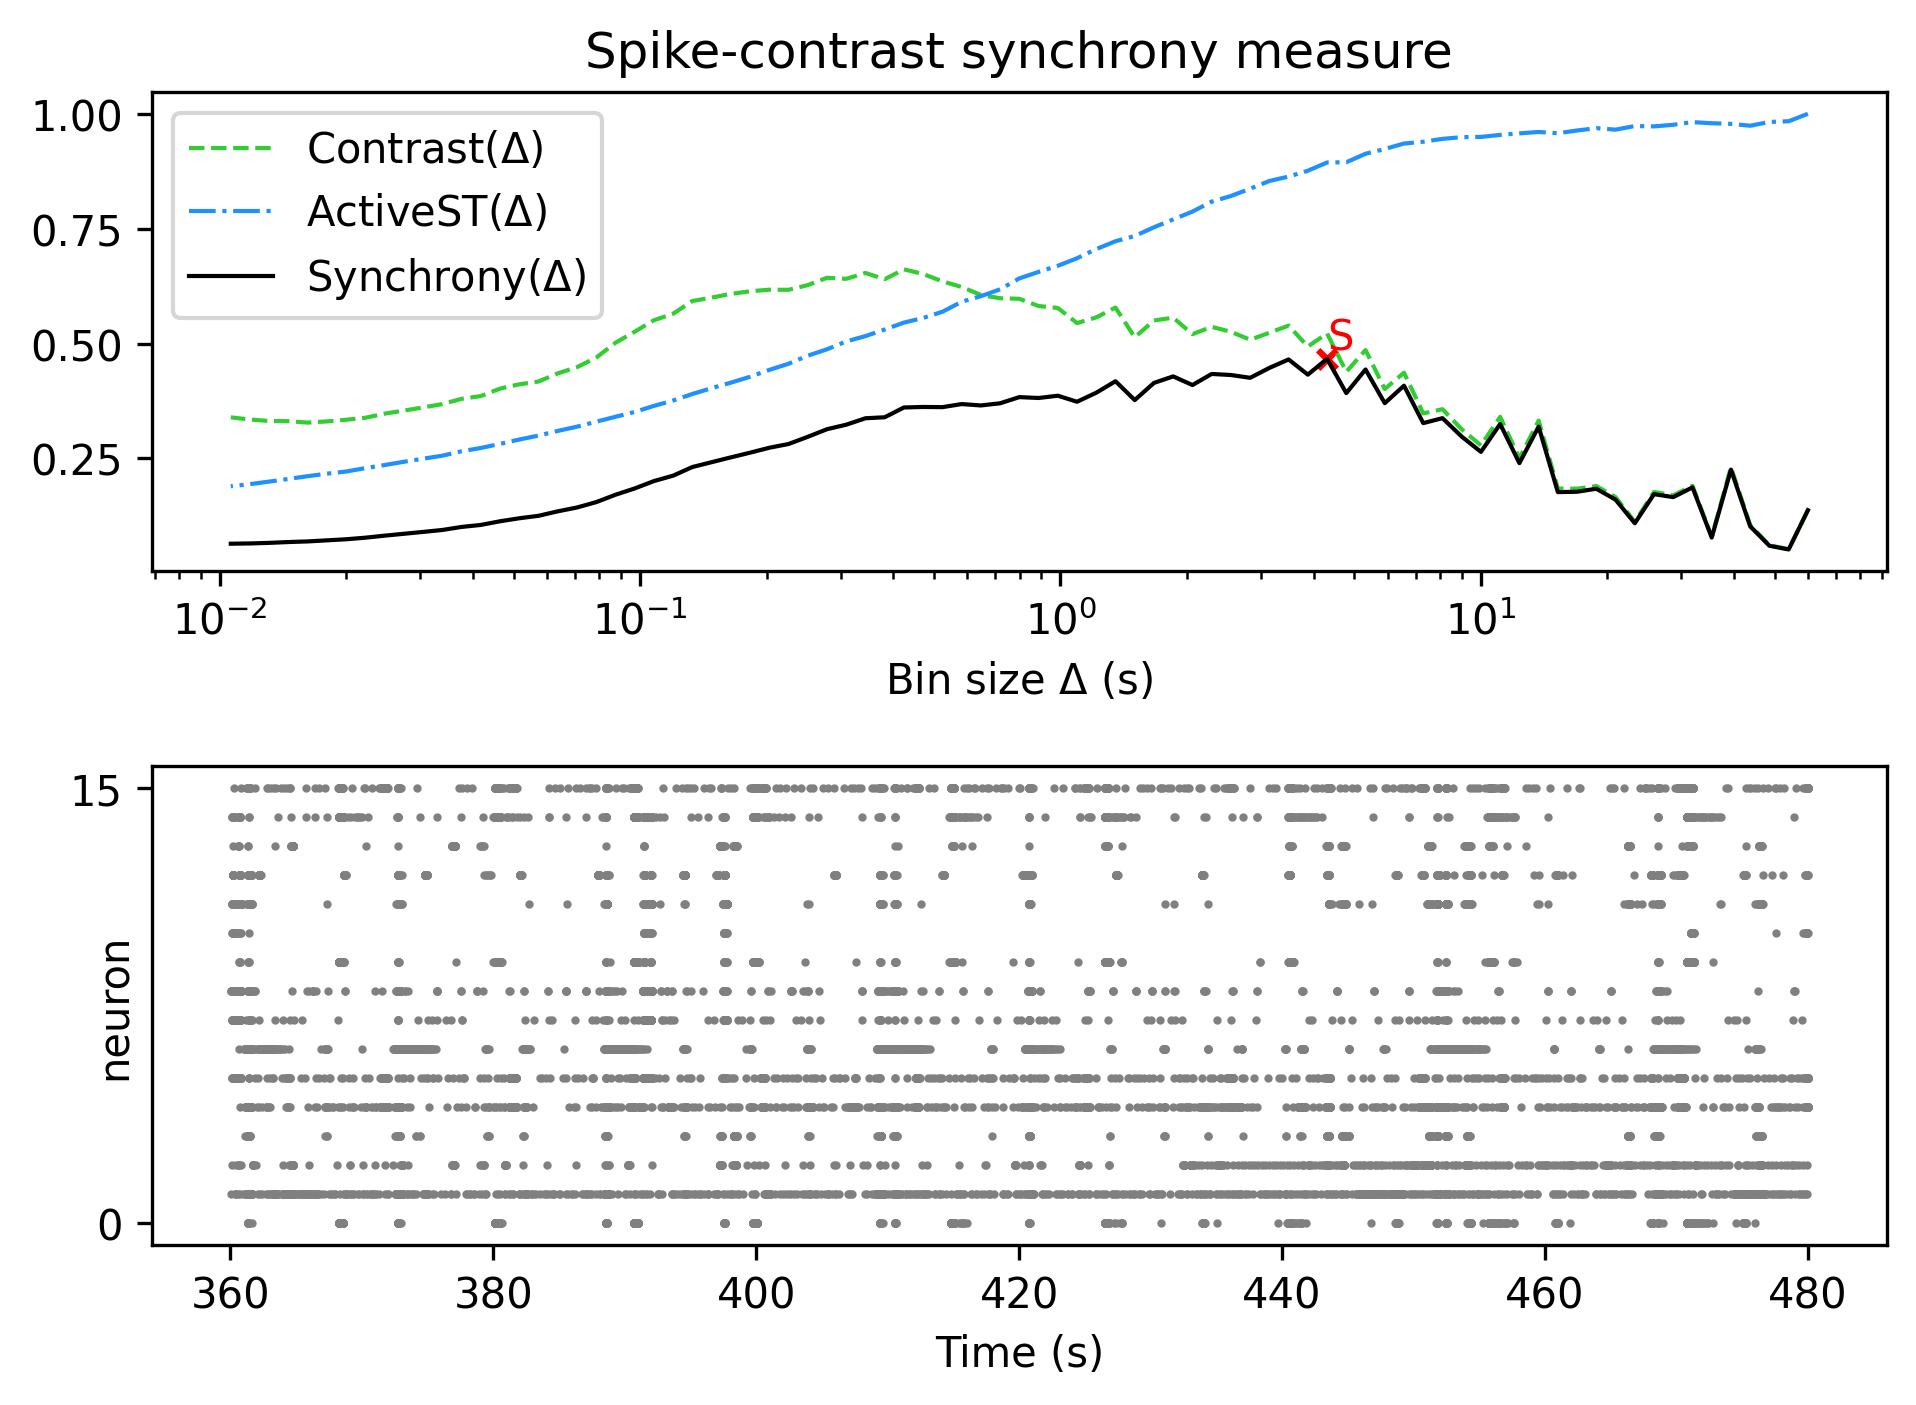 Spike-contrast synchrony measure
1.00
0.75
0.50
0.25
Contrast(Δ)
ActiveST(Δ)
Synchrony(Δ)
S
10⁻² 10⁻¹ 10⁰ 10¹
Bin size Δ (s)
15
0
neuron
360 380 400 420 440 460 480
Time (s)